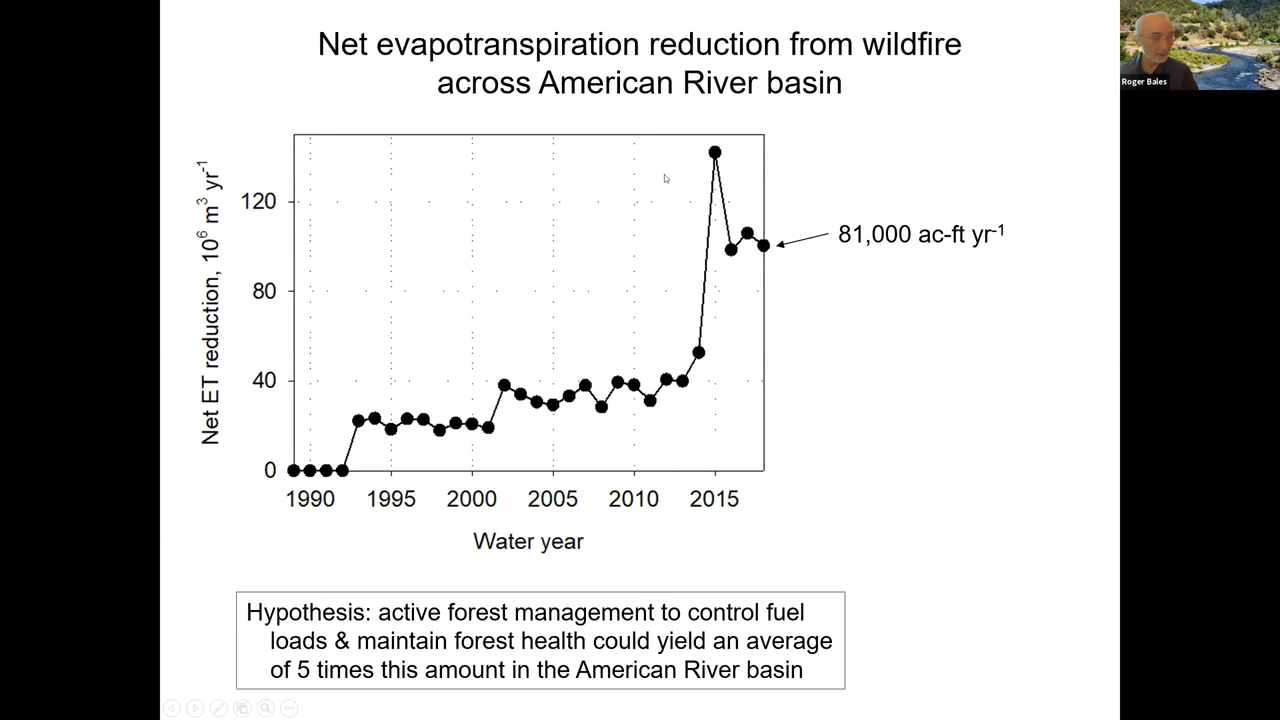 Net evapotranspiration reduction from wildfire
across American River basin
Roger Bales
Net ET reduction, 10⁶ m³ yr⁻¹
120
80
40
0
81,000 ac-ft yr⁻¹
1990 1995 2000 2005 2010 2015
Water year
Hypothesis: active forest management to control fuel
loads & maintain forest health could yield an average
of 5 times this amount in the American River basin